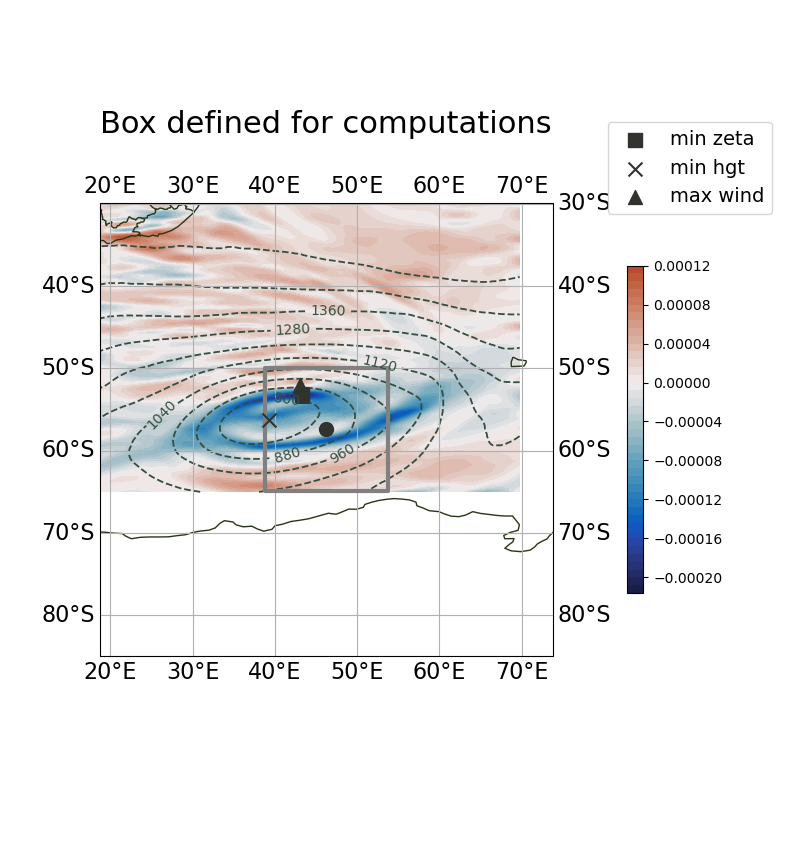 Box defined for computations
min zeta
min hgt
max wind
20°E 30°E 40°E 50°E 60°E 70°E
30°S
40°S 40°S
50°S 50°S
60°S 60°S
70°S 70°S
80°S 80°S
1360
1280
1120
1040
960
880
20°E 30°E 40°E 50°E 60°E 70°E
0.00012
0.00008
0.00004
0.00000
−0.00004
−0.00008
−0.00012
−0.00016
−0.00020